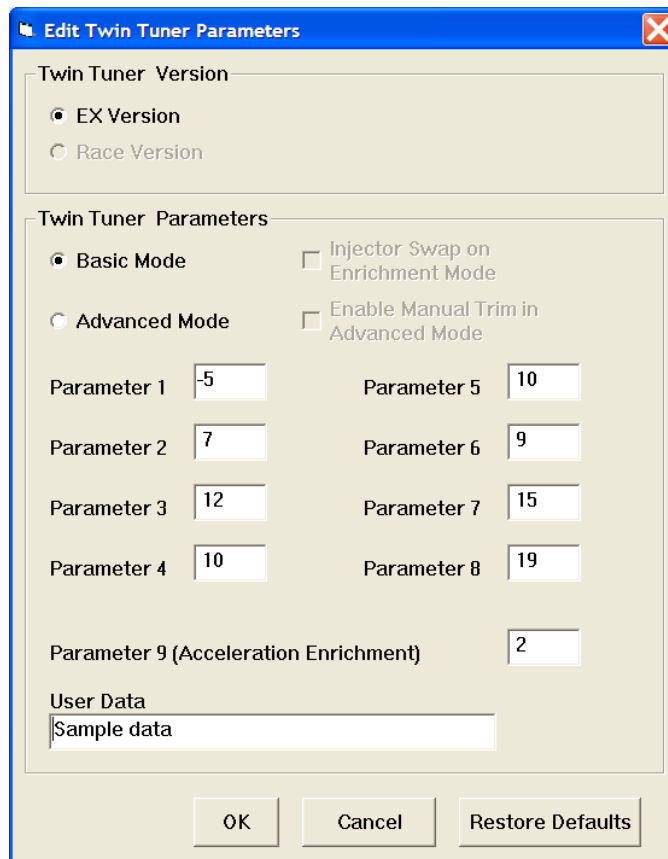 Edit Twin Tuner Parameters
Twin Tuner Version
EX Version
Race Version
Twin Tuner Parameters
Basic Mode
Injector Swap on
Enrichment Mode
Advanced Mode
Enable Manual Trim in
Advanced Mode
Parameter 1 -5 Parameter 5 10
Parameter 2 7 Parameter 6 9
Parameter 3 12 Parameter 7 15
Parameter 4 10 Parameter 8 19
Parameter 9 (Acceleration Enrichment) 2
User Data
Sample data
OK Cancel Restore Defaults